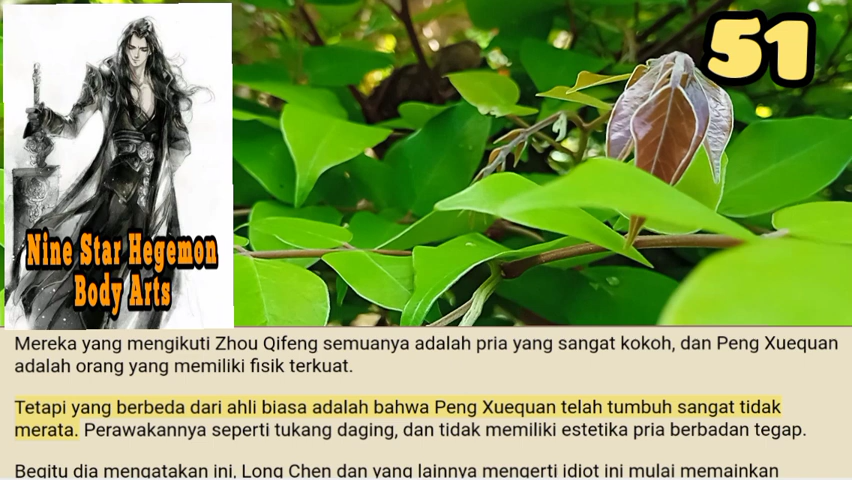 51
Nine Star Hegemon
Body Arts
Mereka yang mengikuti Zhou Qifeng semuanya adalah pria yang sangat kokoh, dan Peng Xuequan
adalah orang yang memiliki fisik terkuat.
Tetapi yang berbeda dari ahli biasa adalah bahwa Peng Xuequan telah tumbuh sangat tidak
merata. Perawakannya seperti tukang daging, dan tidak memiliki estetika pria berbadan tegap.
Begitu dia mengatakan ini, Long Chen dan yang lainnya mengerti idiot ini mulai memainkan